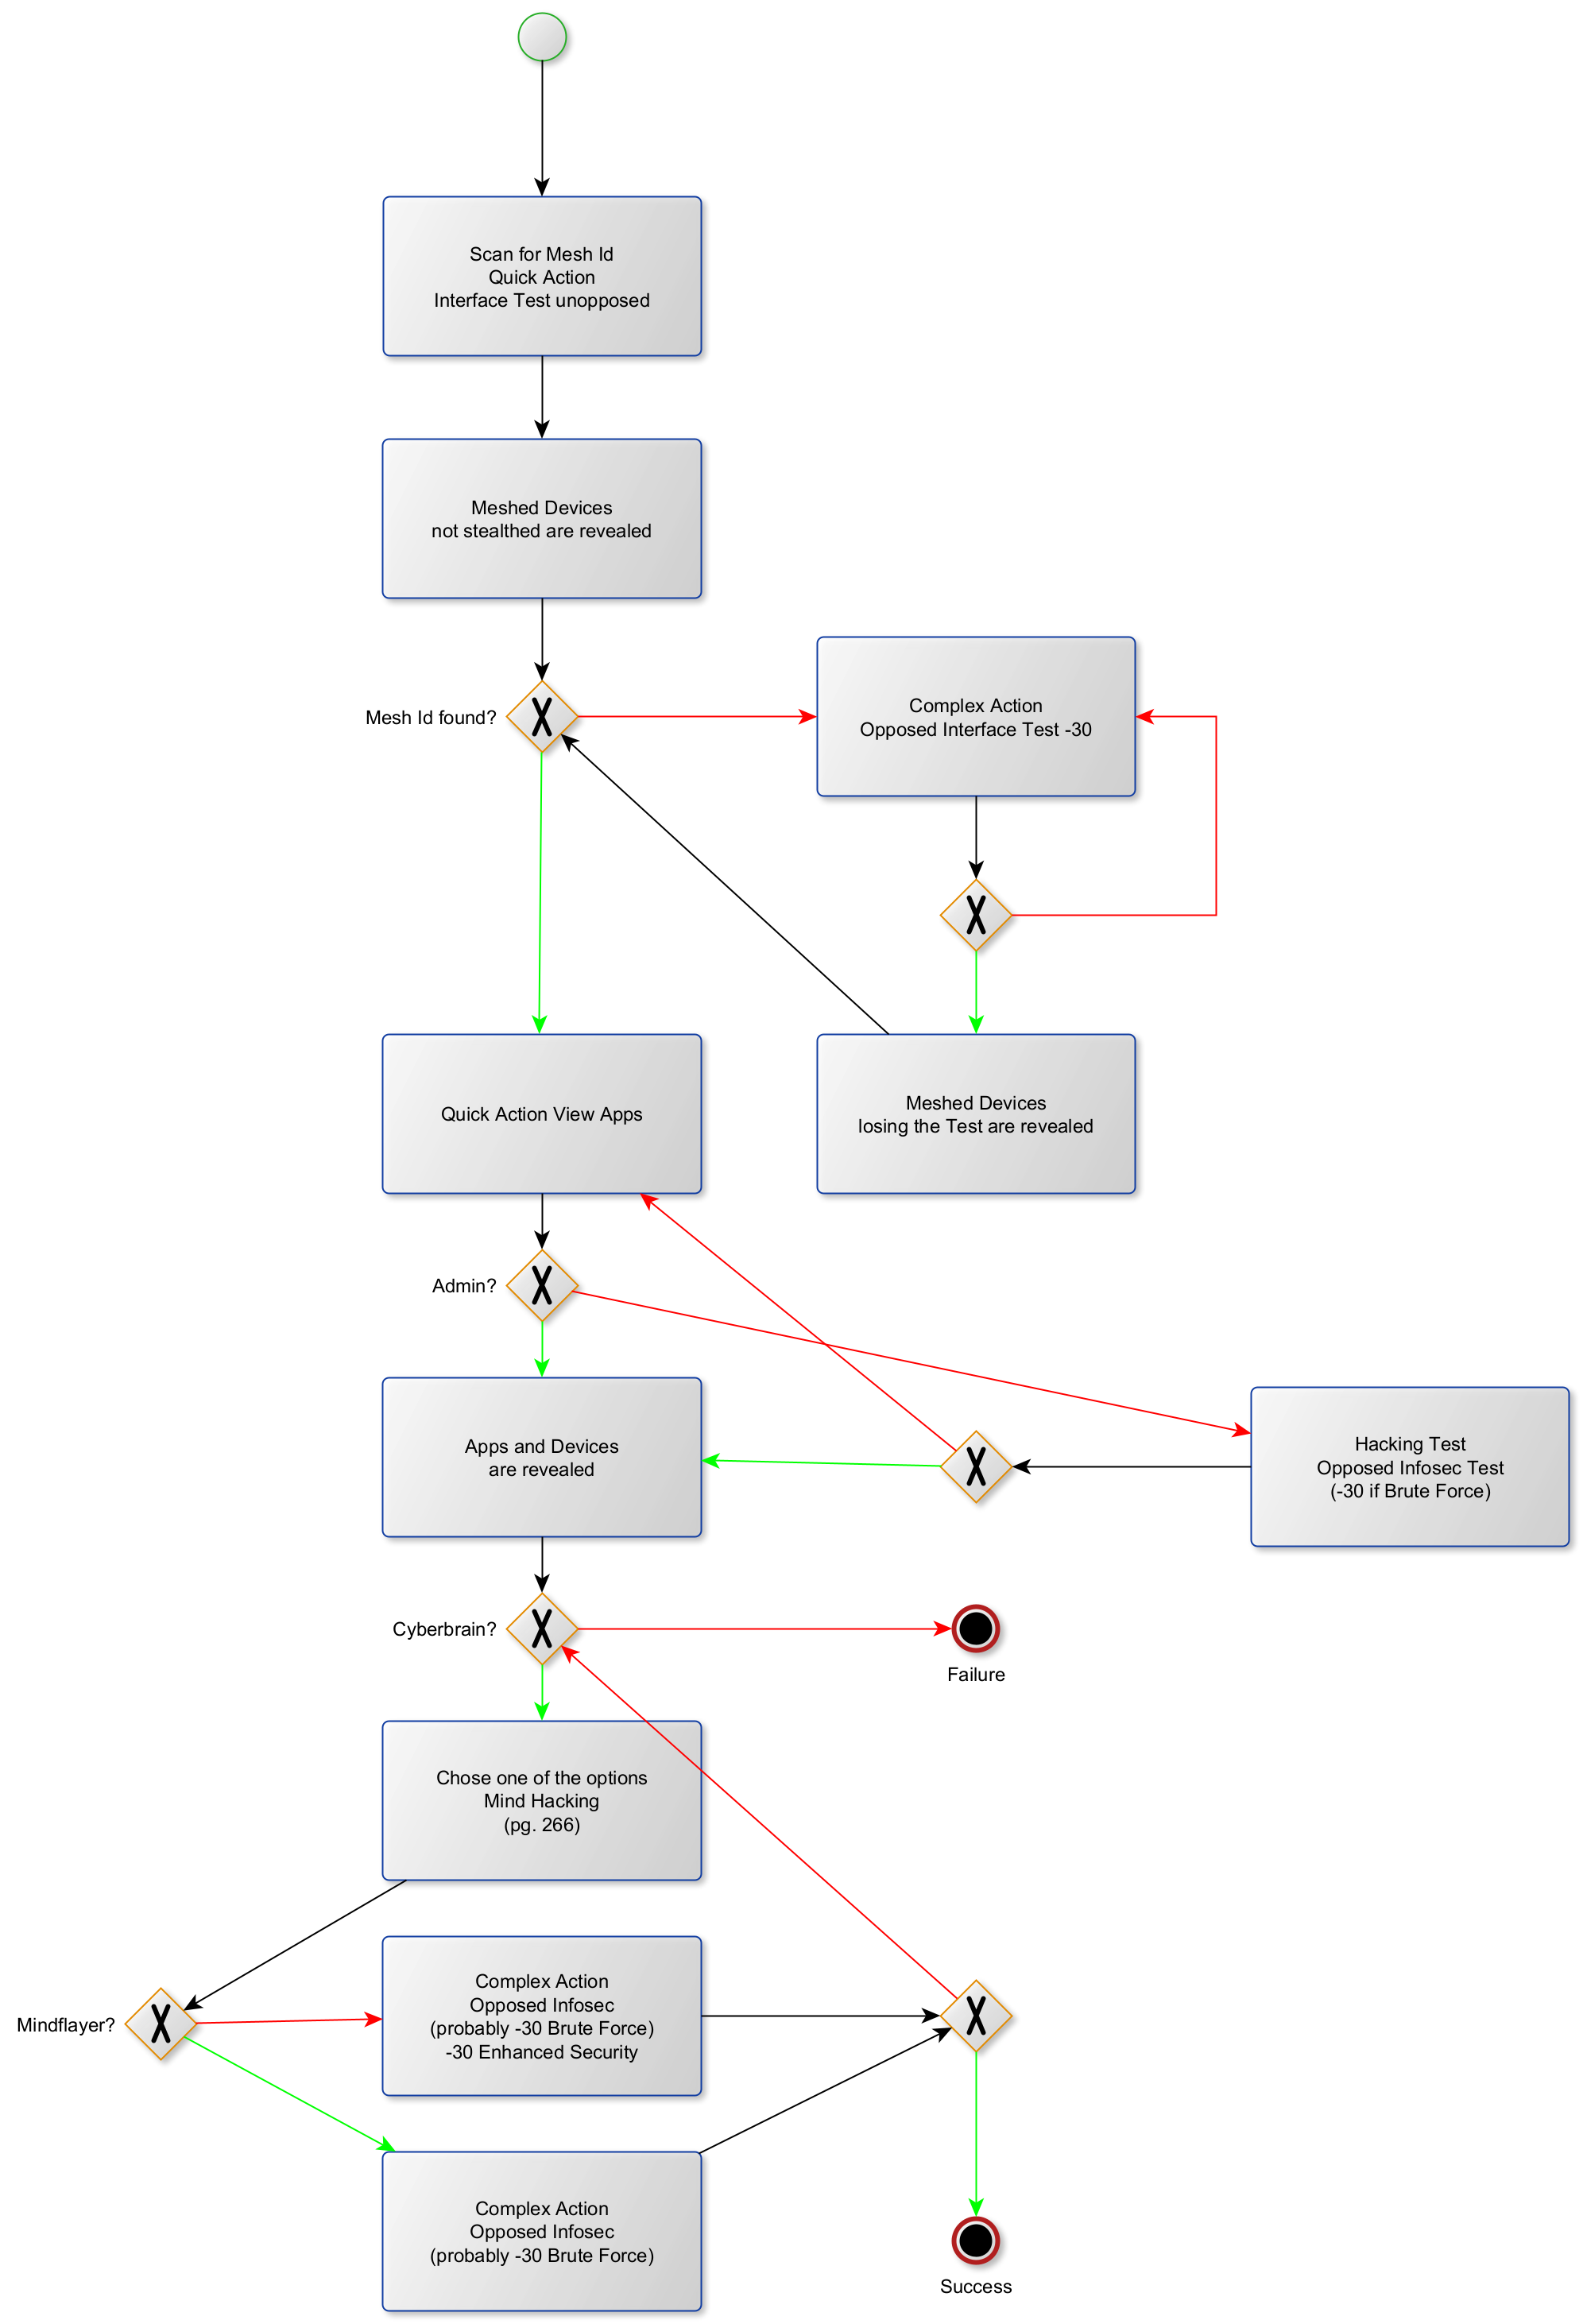 Scan for Mesh Id
Quick Action
Interface Test unopposed
Meshed Devices
not stealthed are revealed
Mesh Id found?
Complex Action
Opposed Interface Test -30
Quick Action View Apps
Meshed Devices
losing the Test are revealed
Admin?
Apps and Devices
are revealed
Hacking Test
Opposed Infosec Test
(-30 if Brute Force)
Cyberbrain?
Failure
Chose one of the options
Mind Hacking
(pg. 266)
Mindflayer?
Complex Action
Opposed Infosec
(probably -30 Brute Force)
-30 Enhanced Security
Complex Action
Opposed Infosec
(probably -30 Brute Force)
Success